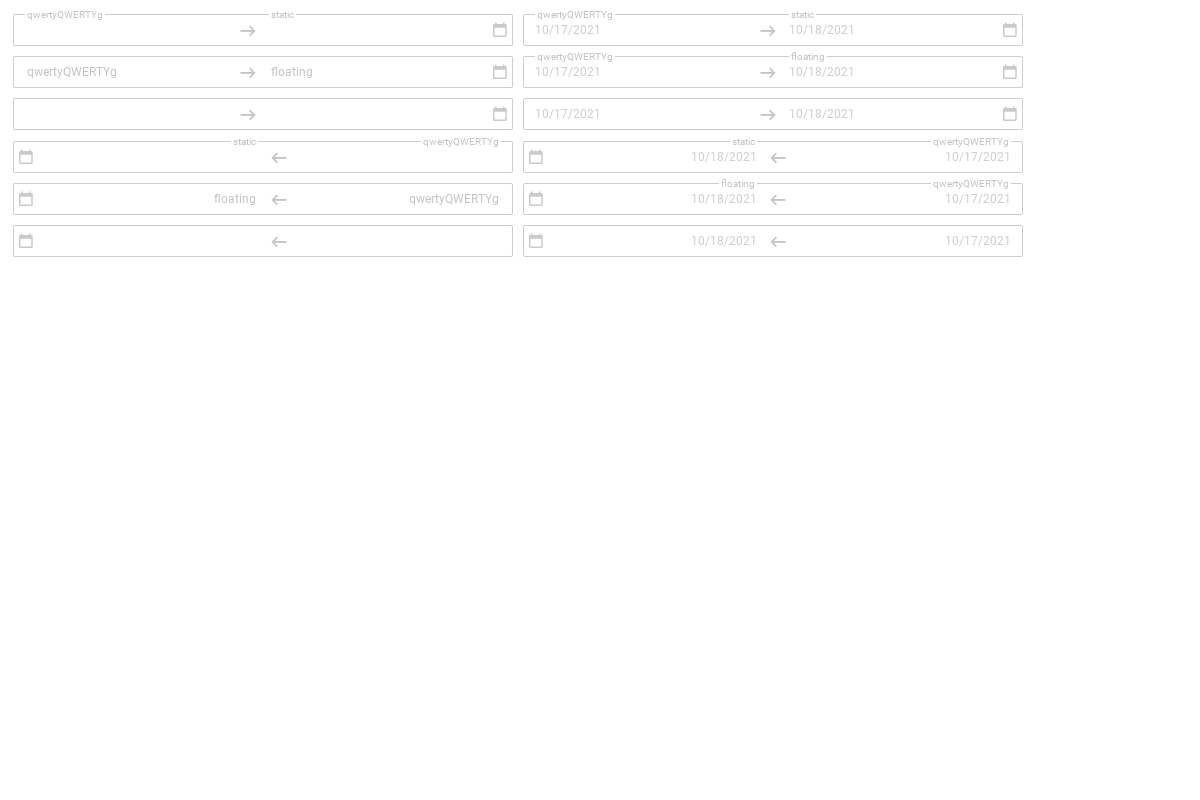 qwertyQWERTYg static qwertyQWERTYg static
10/17/2021 10/18/2021
qwertyQWERTYg floating
qwertyQWERTYg floating 10/17/2021 10/18/2021
10/17/2021 10/18/2021
static qwertyQWERTYg static qwertyQWERTYg
10/18/2021 10/17/2021
floating qwertyQWERTYg
floating qwertyQWERTYg 10/18/2021 10/17/2021
10/18/2021 10/17/2021